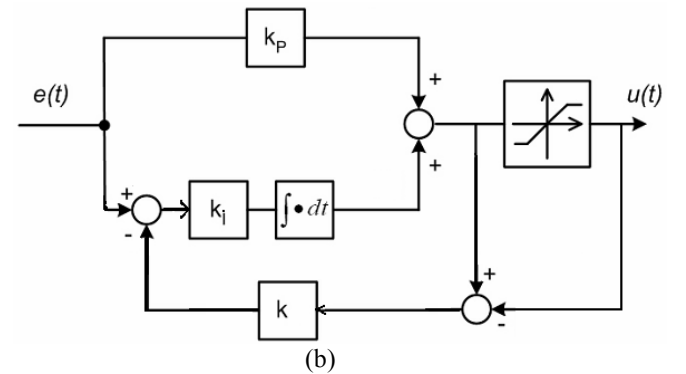 kP
e(t)
u(t)
+
+
+
ki
∫•dt
-
+
k
-
(b)